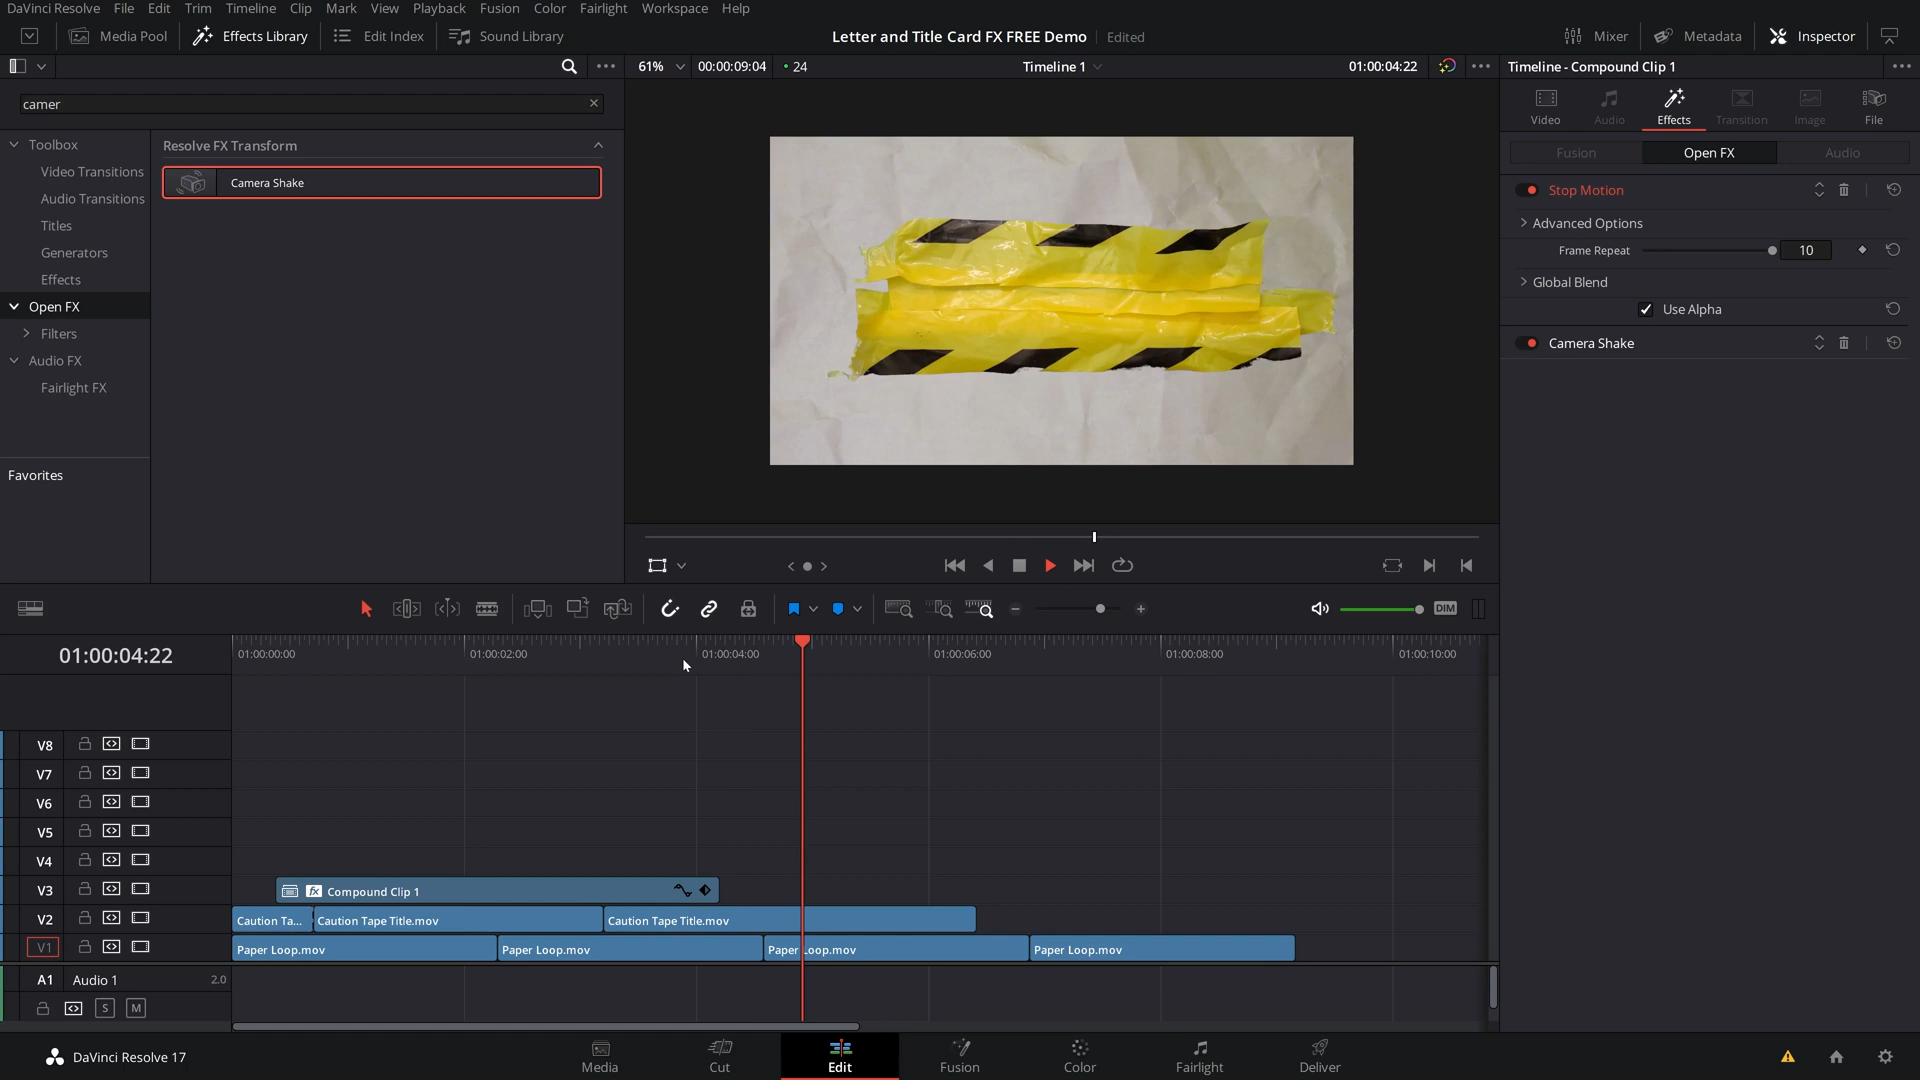 DaVinci Resolve File Edit Trim Timeline Clip Mark View Playback Fusion Color Fairlight Workspace Help
Media Pool Effects Library Edit Index Sound Library
Letter and Title Card FX FREE Demo Edited
Mixer Metadata Inspector
61% 00:00:09:04 24 Timeline 1 01:00:04:22
Timeline - Compound Clip 1
camer
Toolbox
Video Transitions
Audio Transitions
Titles
Generators
Effects
Open FX
Filters
Audio FX
Fairlight FX
Favorites
Resolve FX Transform
Camera Shake
Video Audio Effects Transition Image File
Fusion Open FX Audio
Stop Motion
Advanced Options
Frame Repeat 10
Global Blend
Use Alpha
Camera Shake
DIM
01:00:04:22
01:00:00:00 01:00:02:00 01:00:04:00 01:00:06:00 01:00:08:00 01:00:10:00
V8
V7
V6
V5
V4
V3 fx Compound Clip 1
V2 Caution Ta... Caution Tape Title.mov Caution Tape Title.mov
V1 Paper Loop.mov Paper Loop.mov Paper Loop.mov Paper Loop.mov
A1 Audio 1 2.0
S M
DaVinci Resolve 17
Media Cut Edit Fusion Color Fairlight Deliver